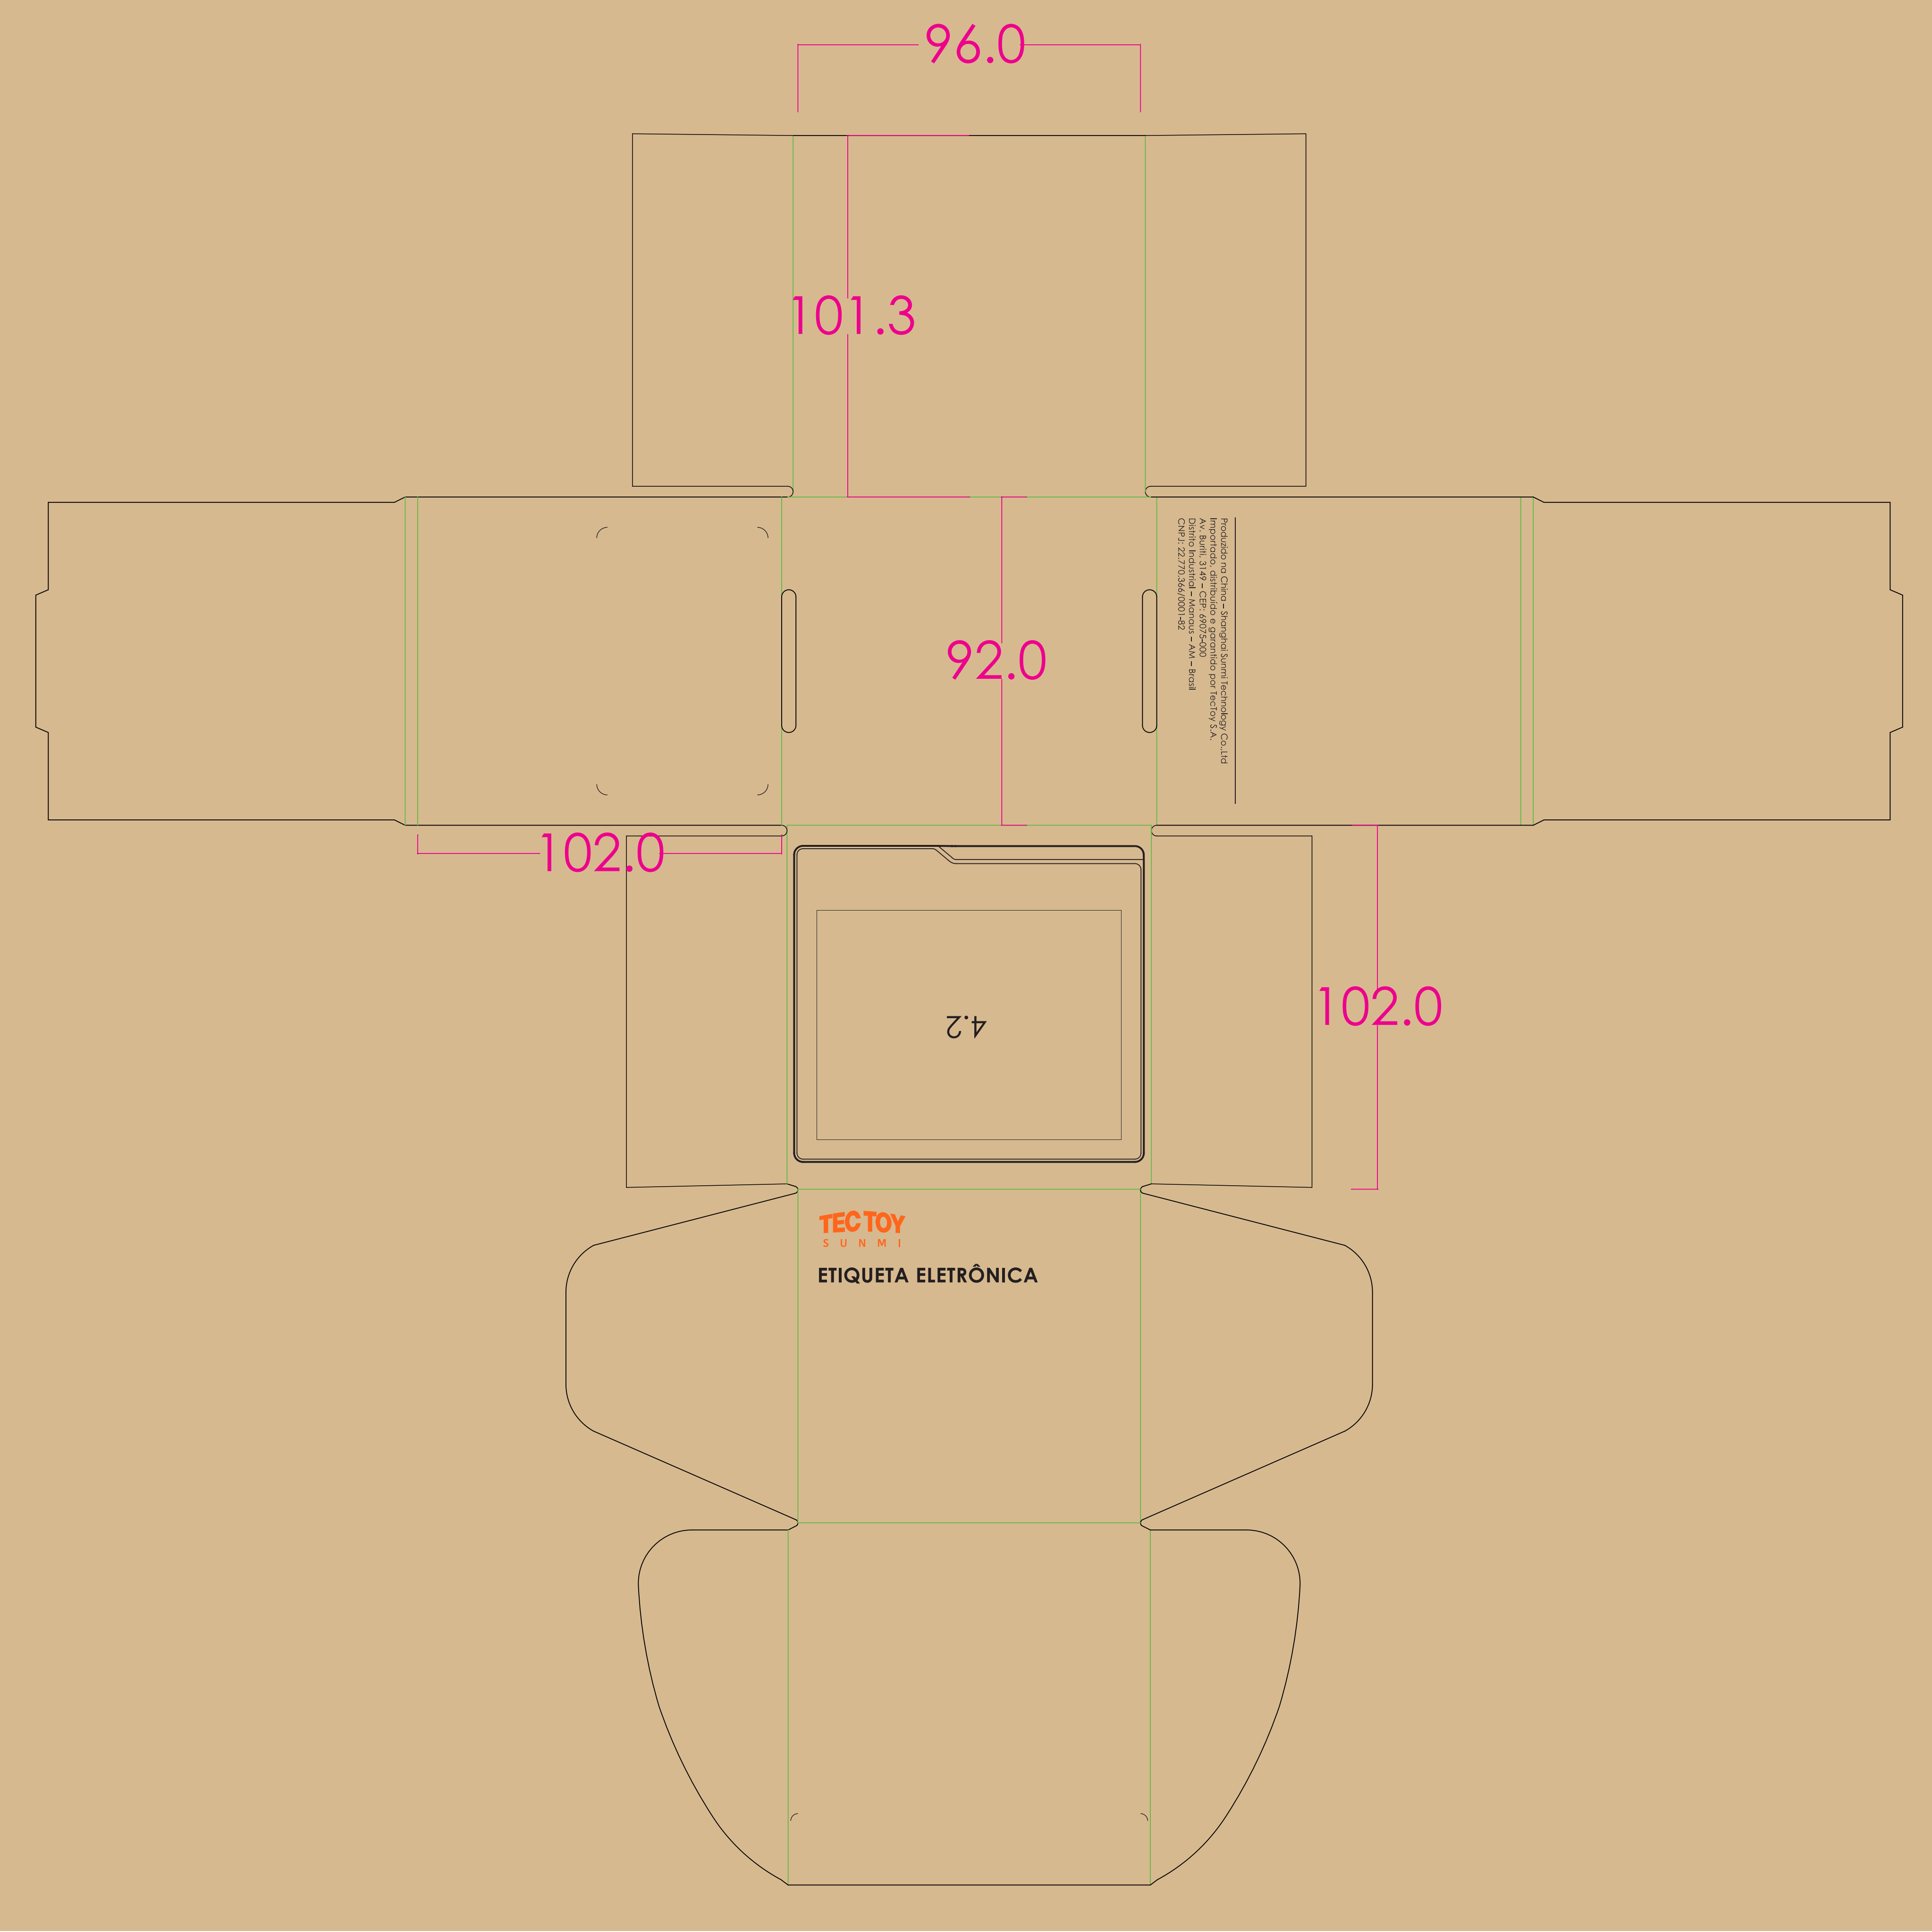 96.0
101.3
Produzido na China – Shanghai Sunmi Technology Co.,Ltd
Importado, distribuído e garantido por TecToy S.A.
Av. Buriti, 3149 – CEP: 69075-000
Distrito Industrial – Manaus – AM – Brasil
CNPJ: 22.770.366/0001-82
92.0
102.0
102.0
4.2
TECTOY
SUNMI
ETIQUETA ELETRÔNICA